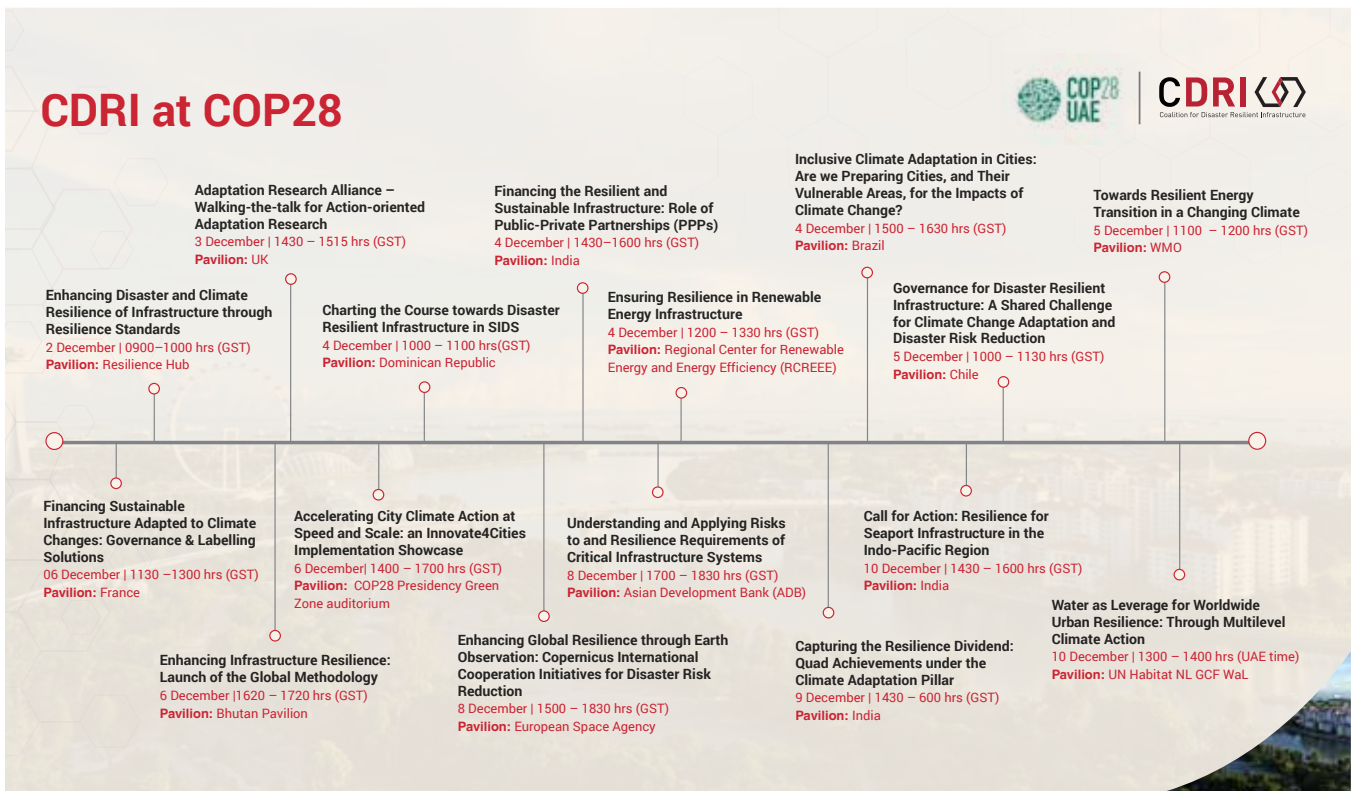 CDRI at COP28
COP28
UAE
CDRI
Coalition for Disaster Resilient Infrastructure
Enhancing Disaster and Climate
Resilience of Infrastructure through
Resilience Standards
2 December | 0900–1000 hrs (GST)
Pavilion: Resilience Hub
Adaptation Research Alliance –
Walking-the-talk for Action-oriented
Adaptation Research
3 December | 1430 – 1515 hrs (GST)
Pavilion: UK
Charting the Course towards Disaster
Resilient Infrastructure in SIDS
4 December | 1000 – 1100 hrs(GST)
Pavilion: Dominican Republic
Financing the Resilient and
Sustainable Infrastructure: Role of
Public-Private Partnerships (PPPs)
4 December | 1430–1600 hrs (GST)
Pavilion: India
Ensuring Resilience in Renewable
Energy Infrastructure
4 December | 1200 – 1330 hrs (GST)
Pavilion: Regional Center for Renewable
Energy and Energy Efficiency (RCREEE)
Inclusive Climate Adaptation in Cities:
Are we Preparing Cities, and Their
Vulnerable Areas, for the Impacts of
Climate Change?
4 December | 1500 – 1630 hrs (GST)
Pavilion: Brazil
Governance for Disaster Resilient
Infrastructure: A Shared Challenge
for Climate Change Adaptation and
Disaster Risk Reduction
5 December | 1000 – 1130 hrs (GST)
Pavilion: Chile
Towards Resilient Energy
Transition in a Changing Climate
5 December | 1100 – 1200 hrs (GST)
Pavilion: WMO
Financing Sustainable
Infrastructure Adapted to Climate
Changes: Governance & Labelling
Solutions
06 December | 1130 –1300 hrs (GST)
Pavilion: France
Enhancing Infrastructure Resilience:
Launch of the Global Methodology
6 December |1620 – 1720 hrs (GST)
Pavilion: Bhutan Pavilion
Accelerating City Climate Action at
Speed and Scale: an Innovate4Cities
Implementation Showcase
6 December| 1400 – 1700 hrs (GST)
Pavilion: COP28 Presidency Green
Zone auditorium
Enhancing Global Resilience through Earth
Observation: Copernicus International
Cooperation Initiatives for Disaster Risk
Reduction
8 December | 1500 – 1830 hrs (GST)
Pavilion: European Space Agency
Understanding and Applying Risks
to and Resilience Requirements of
Critical Infrastructure Systems
8 December | 1700 – 1830 hrs (GST)
Pavilion: Asian Development Bank (ADB)
Capturing the Resilience Dividend:
Quad Achievements under the
Climate Adaptation Pillar
9 December | 1430 – 600 hrs (GST)
Pavilion: India
Call for Action: Resilience for
Seaport Infrastructure in the
Indo-Pacific Region
10 December | 1430 – 1600 hrs (GST)
Pavilion: India
Water as Leverage for Worldwide
Urban Resilience: Through Multilevel
Climate Action
10 December | 1300 – 1400 hrs (UAE time)
Pavilion: UN Habitat NL GCF WaL